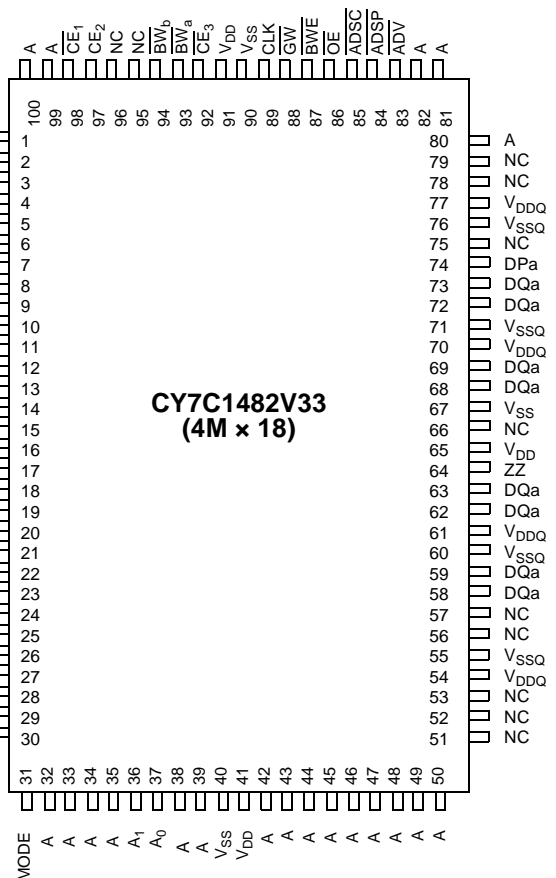 A A CE1 CE2 NC NC BWb BWa CE3 VDD VSS CLK GW BWE OE ADSC ADSP ADV A A
100 99 98 97 96 95 94 93 92 91 90 89 88 87 86 85 84 83 82 81
1 80 A
2 79 NC
3 78 NC
4 77 VDDQ
5 76 VSSQ
6 75 NC
7 74 DPa
8 73 DQa
9 72 DQa
10 71 VSSQ
11 70 VDDQ
12 69 DQa
13 68 DQa
CY7C1482V33
14 67 VSS
(4M × 18)
15 66 NC
16 65 VDD
17 64 ZZ
18 63 DQa
19 62 DQa
20 61 VDDQ
21 60 VSSQ
22 59 DQa
23 58 DQa
24 57 NC
25 56 NC
26 55 VSSQ
27 54 VDDQ
28 53 NC
29 52 NC
30 51 NC
31 32 33 34 35 36 37 38 39 40 41 42 43 44 45 46 47 48 49 50
MODE A A A A A1 A0 A A VSS VDD A A A A A A A A A